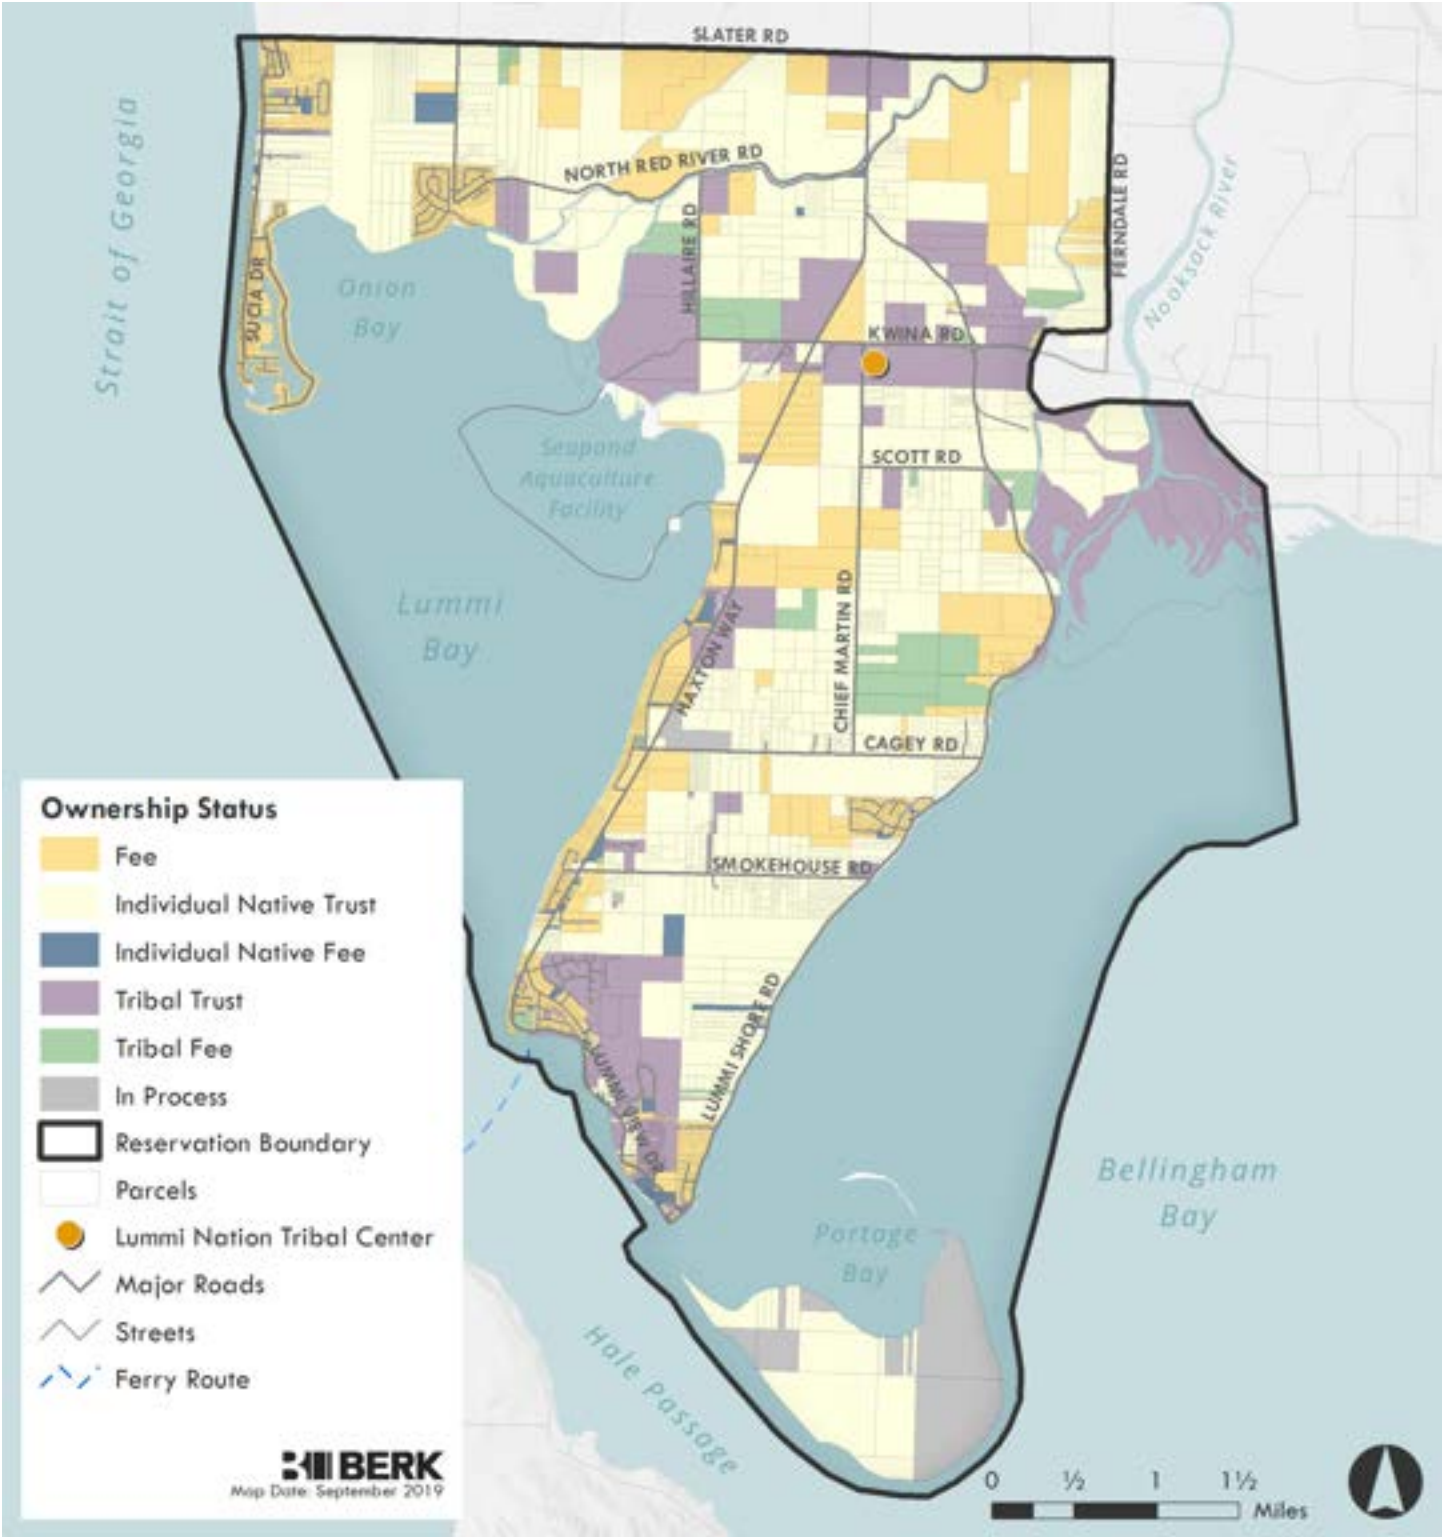 SLATER RD
Strait of Georgia
NORTH RED RIVER RD
FERNDALE RD
Nooksack River
HILLAIRE RD
SUCIA DR
Onion
Bay
KWINA RD
Seapond
Aquaculture
Facility
SCOTT RD
Lummi
Bay
HAXTON WAY
CHIEF MARTIN RD
CAGEY RD
SMOKEHOUSE RD
LUMMI SHORE RD
LUMMI VIEW DR
Bellingham
Bay
Portage
Bay
Hale Passage
Ownership Status
Fee
Individual Native Trust
Individual Native Fee
Tribal Trust
Tribal Fee
In Process
Reservation Boundary
Parcels
Lummi Nation Tribal Center
Major Roads
Streets
Ferry Route
BERK
Map Date: September 2019
0 ½ 1 1½
Miles